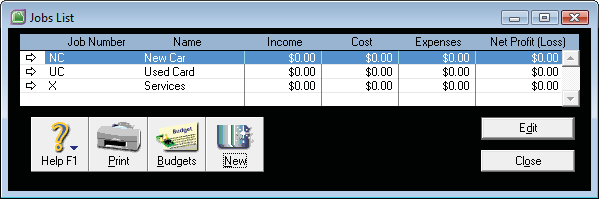 Jobs List
Job Number Name Income Cost Expenses Net Profit (Loss)
NC New Car $0.00 $0.00 $0.00 $0.00
UC Used Card $0.00 $0.00 $0.00 $0.00
X Services $0.00 $0.00 $0.00 $0.00
Budget
Help F1 Print Budgets New
Edit
Close